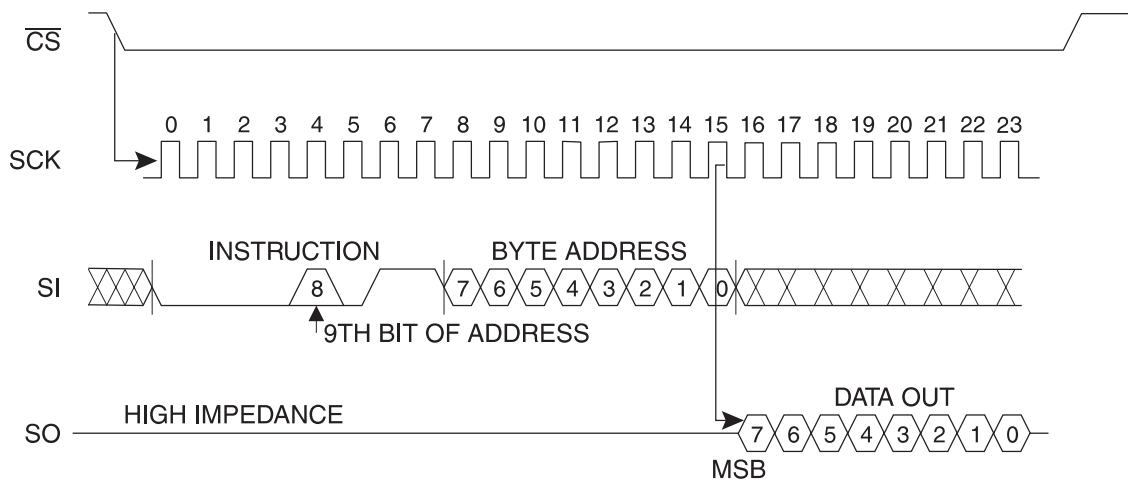 CS
0 1 2 3 4 5 6 7 8 9 10 11 12 13 14 15 16 17 18 19 20 21 22 23
SCK
INSTRUCTION BYTE ADDRESS
SI 8 7 6 5 4 3 2 1 0
9TH BIT OF ADDRESS
HIGH IMPEDANCE DATA OUT
SO 7 6 5 4 3 2 1 0
MSB